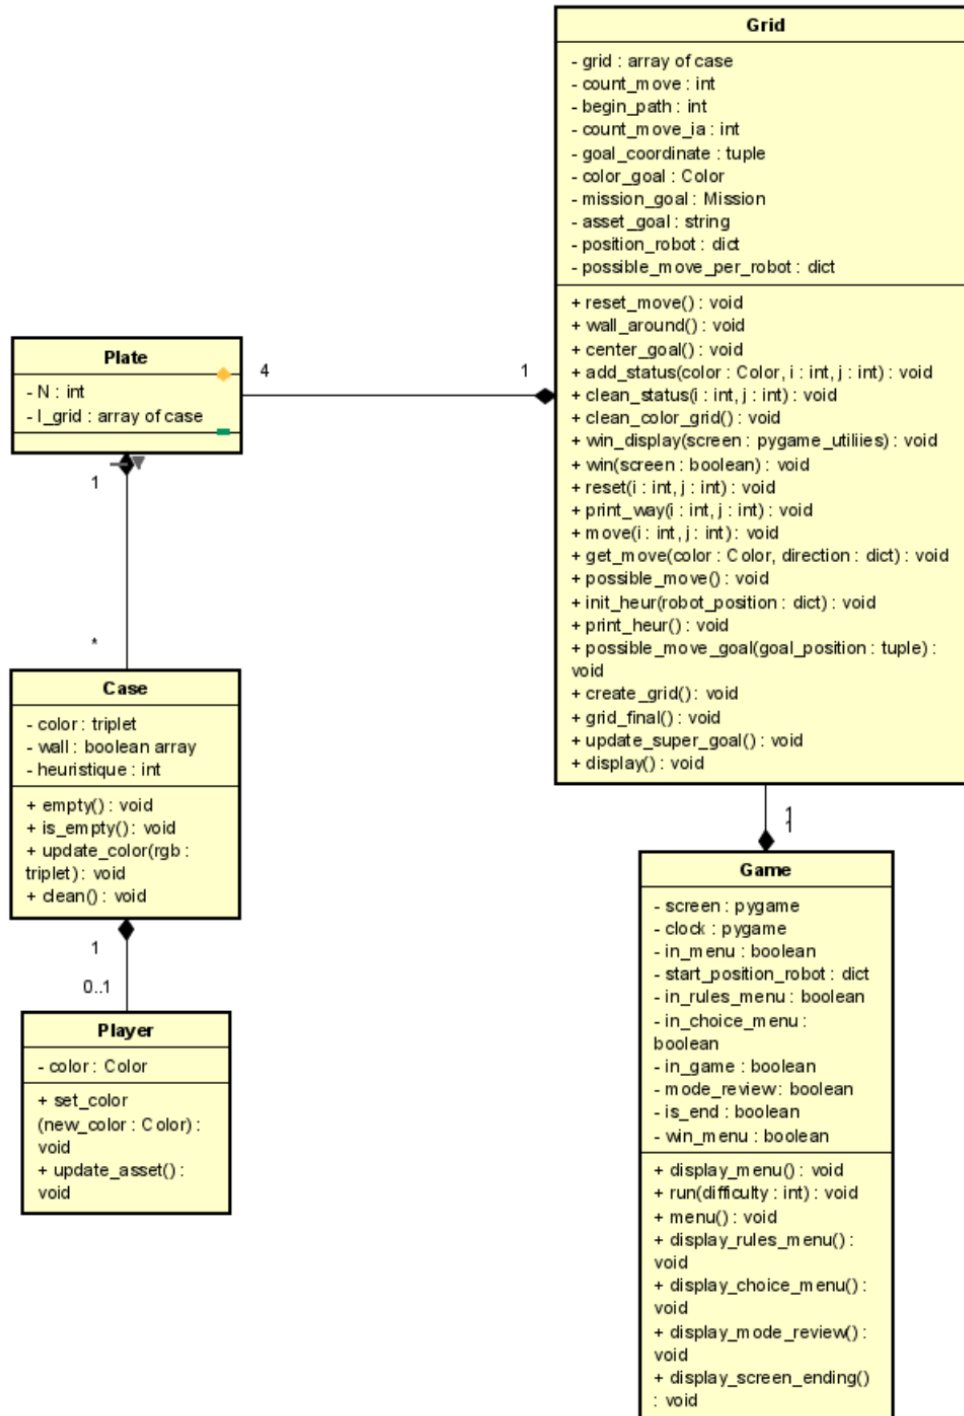 Grid
- grid : array of case
- count_move : int
- begin_path : int
- count_move_ia : int
- goal_coordinate : tuple
- color_goal : Color
- mission_goal : Mission
- asset_goal : string
- position_robot : dict
- possible_move_per_robot : dict
+ reset_move() : void
+ wall_around() : void
+ center_goal() : void
+ add_status(color : Color, i : int, j : int) : void
+ clean_status(i : int, j : int) : void
+ clean_color_grid() : void
+ win_display(screen : pygame_utiliies) : void
+ win(screen : boolean) : void
+ reset(i : int, j : int) : void
+ print_way(i : int, j : int) : void
+ move(i : int, j : int) : void
+ get_move(color : Color, direction : dict) : void
+ possible_move() : void
+ init_heur(robot_position : dict) : void
+ print_heur() : void
+ possible_move_goal(goal_position : tuple) :
void
+ create_grid() : void
+ grid_final() : void
+ update_super_goal() : void
+ display() : void
Plate
- N : int
- l_grid : array of case
4
1
1
*
Case
- color : triplet
- wall : boolean array
- heuristique : int
+ empty() : void
+ is_empty() : void
+ update_color(rgb :
triplet) : void
+ clean() : void
1
0..1
Player
- color : Color
+ set_color
(new_color : Color) :
void
+ update_asset() :
void
1
1
Game
- screen : pygame
- clock : pygame
- in_menu : boolean
- start_position_robot : dict
- in_rules_menu : boolean
- in_choice_menu :
boolean
- in_game : boolean
- mode_review : boolean
- is_end : boolean
- win_menu : boolean
+ display_menu() : void
+ run(difficulty : int) : void
+ menu() : void
+ display_rules_menu() :
void
+ display_choice_menu() :
void
+ display_mode_review() :
void
+ display_screen_ending()
: void